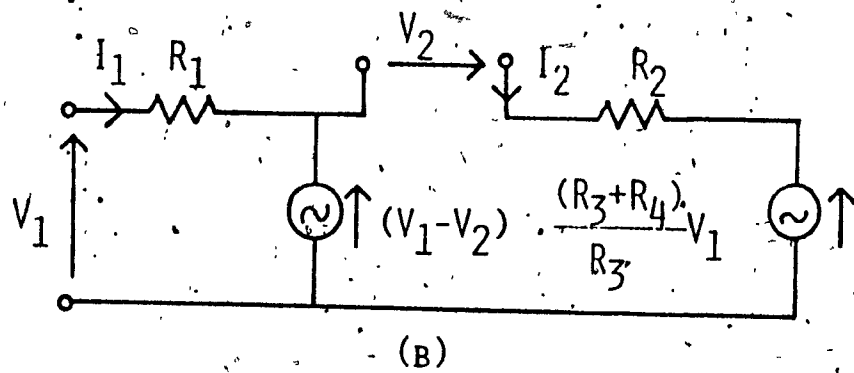 V2
I1
R1
I2
R2
V1
(V1-V2)
(R3+R4)
R3
V1
(B)